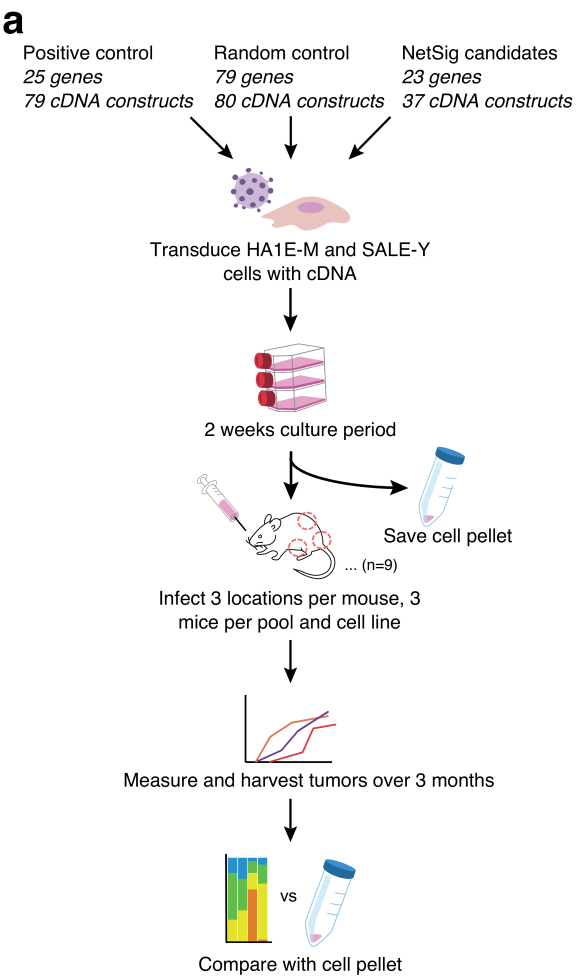 a
Positive control
25 genes
79 cDNA constructs
Random control
79 genes
80 cDNA constructs
NetSig candidates
23 genes
37 cDNA constructs
Transduce HA1E-M and SALE-Y
cells with cDNA
2 weeks culture period
Save cell pellet
... (n=9)
Infect 3 locations per mouse, 3
mice per pool and cell line
Measure and harvest tumors over 3 months
vs
Compare with cell pellet